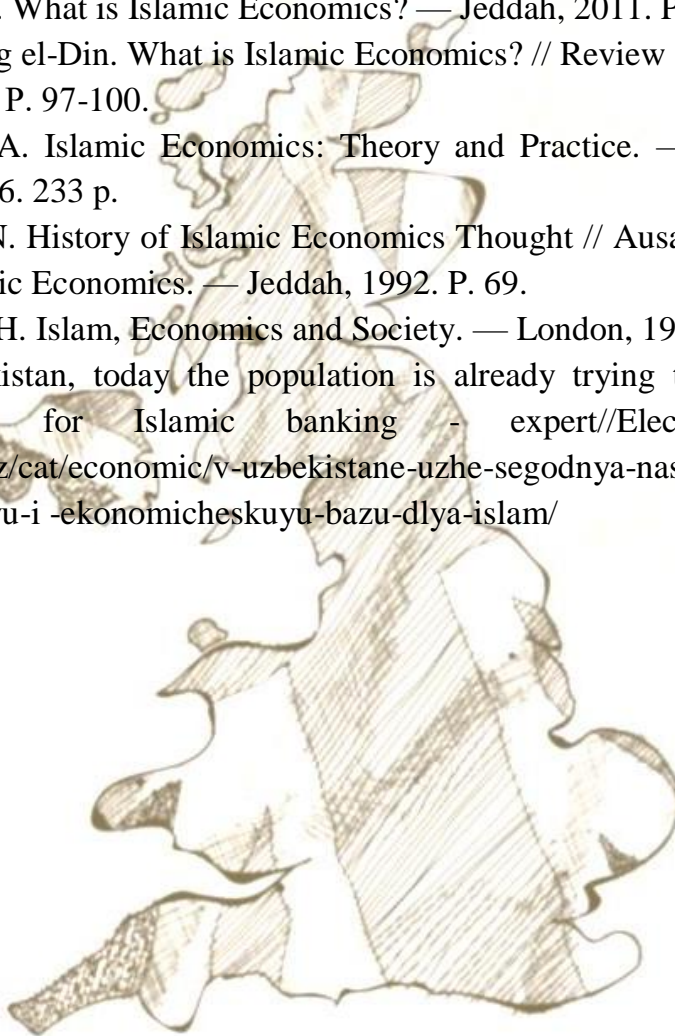 . What is Islamic Economics? — Jeddah, 2011. P
g el-Din. What is Islamic Economics? // Review
P. 97-100.
A. Islamic Economics: Theory and Practice. —
6. 233 p.
N. History of Islamic Economics Thought // Ausa
ic Economics. — Jeddah, 1992. P. 69.
H. Islam, Economics and Society. — London, 19
kistan, today the population is already trying t
for Islamic banking - expert//Elec
z/cat/economic/v-uzbekistane-uzhe-segodnya-nas
u-i -ekonomicheskuyu-bazu-dlya-islam/